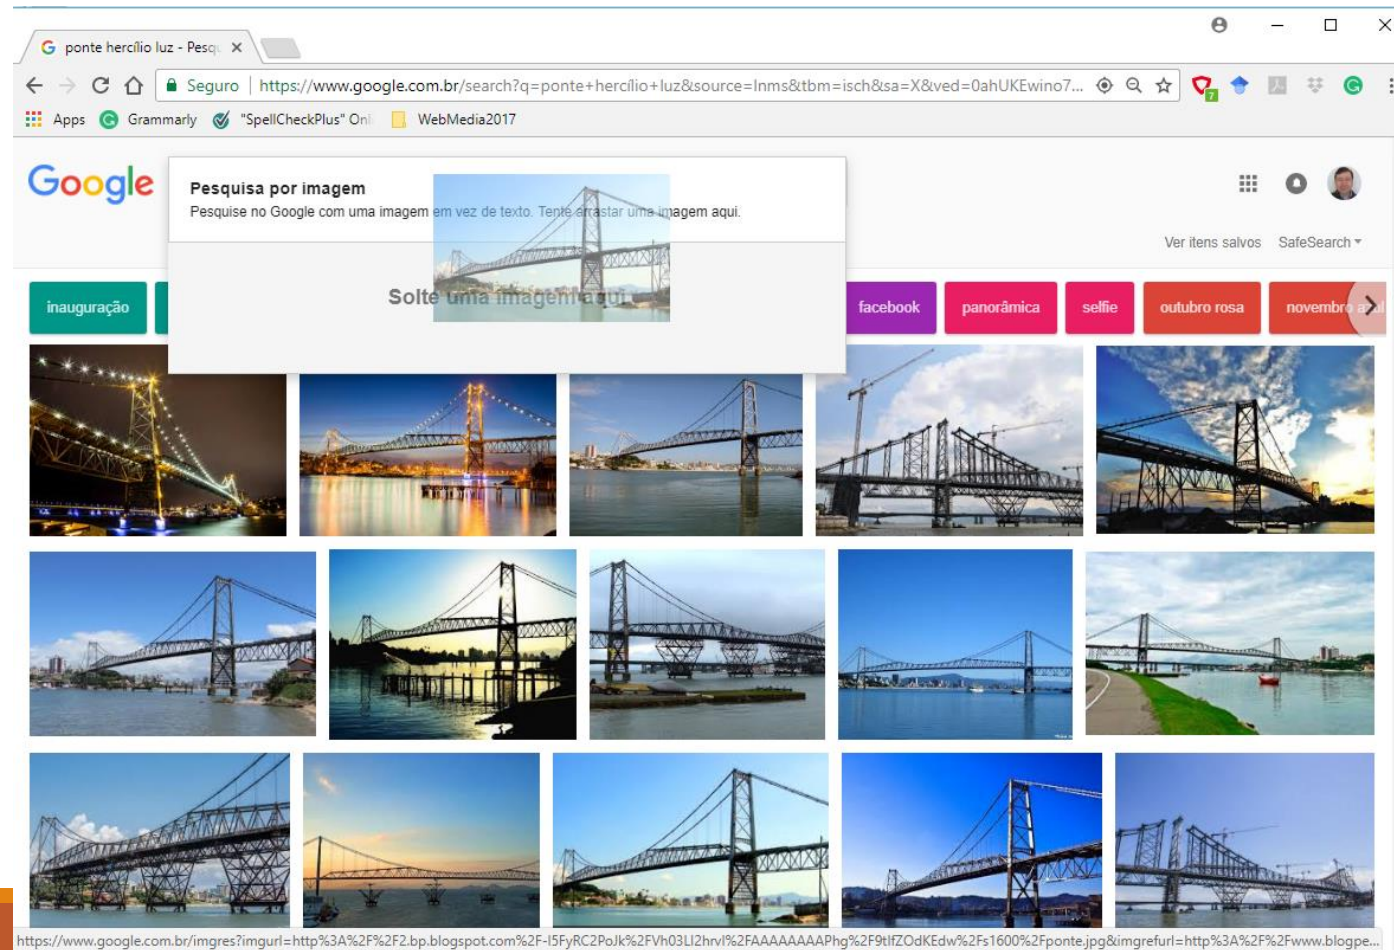 ponte hercílio luz - Pesq
Seguro | https://www.google.com.br/search?q=ponte+hercílio+luz&source=lnms&tbm=isch&sa=X&ved=0ahUKEwino7...
7
Apps Grammarly "SpellCheckPlus" Onl WebMedia2017
Google
Pesquisa por imagem
Pesquise no Google com uma imagem em vez de texto. Tente arrastar uma imagem aqui.
Ver itens salvos SafeSearch
Solte uma imagem aqui
inauguração facebook panorâmica selfie outubro rosa novembro azul
https://www.google.com.br/imgres?imgurl=http%3A%2F%2F2.bp.blogspot.com%2F-I5FyRC2PoJk%2FVh03LI2hrvI%2FAAAAAAAAPhg%2F9tIfZOdKEdw%2Fs1600%2Fponte.jpg&imgrefurl=http%3A%2F%2Fwww.blogpe...